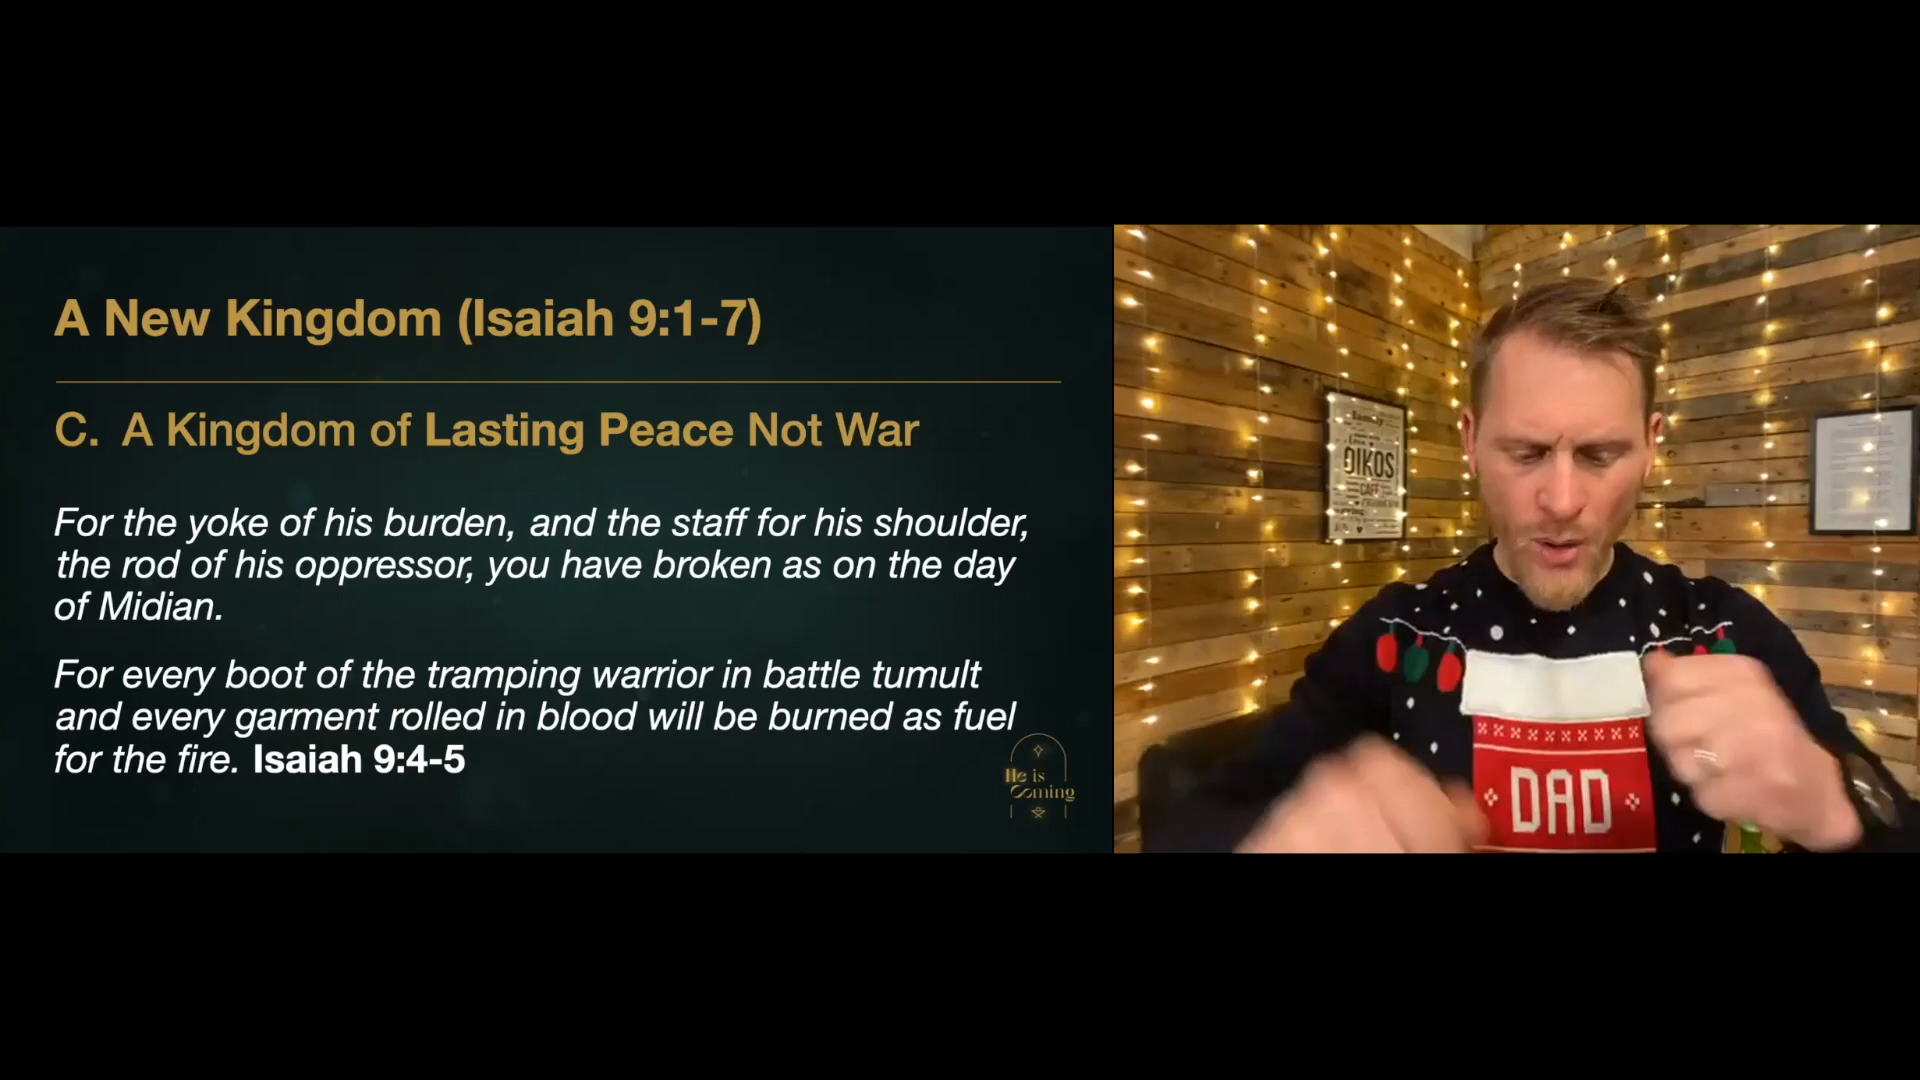 A New Kingdom (Isaiah 9:1-7)
C. A Kingdom of Lasting Peace Not War
For the yoke of his burden, and the staff for his shoulder,
the rod of his oppressor, you have broken as on the day
of Midian.
For every boot of the tramping warrior in battle tumult
and every garment rolled in blood will be burned as fuel
for the fire. Isaiah 9:4-5
He is
Coming
Family
OIKOS
CAFE
DAD